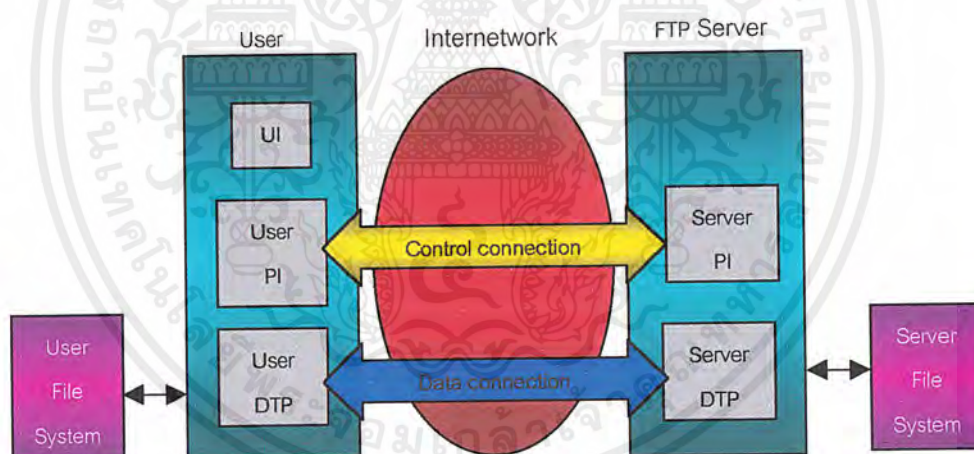 User
Internetwork
FTP Server
UI
User
PI
Control connection
Server
PI
User
File
System
User
DTP
Data connection
Server
DTP
Server
File
System